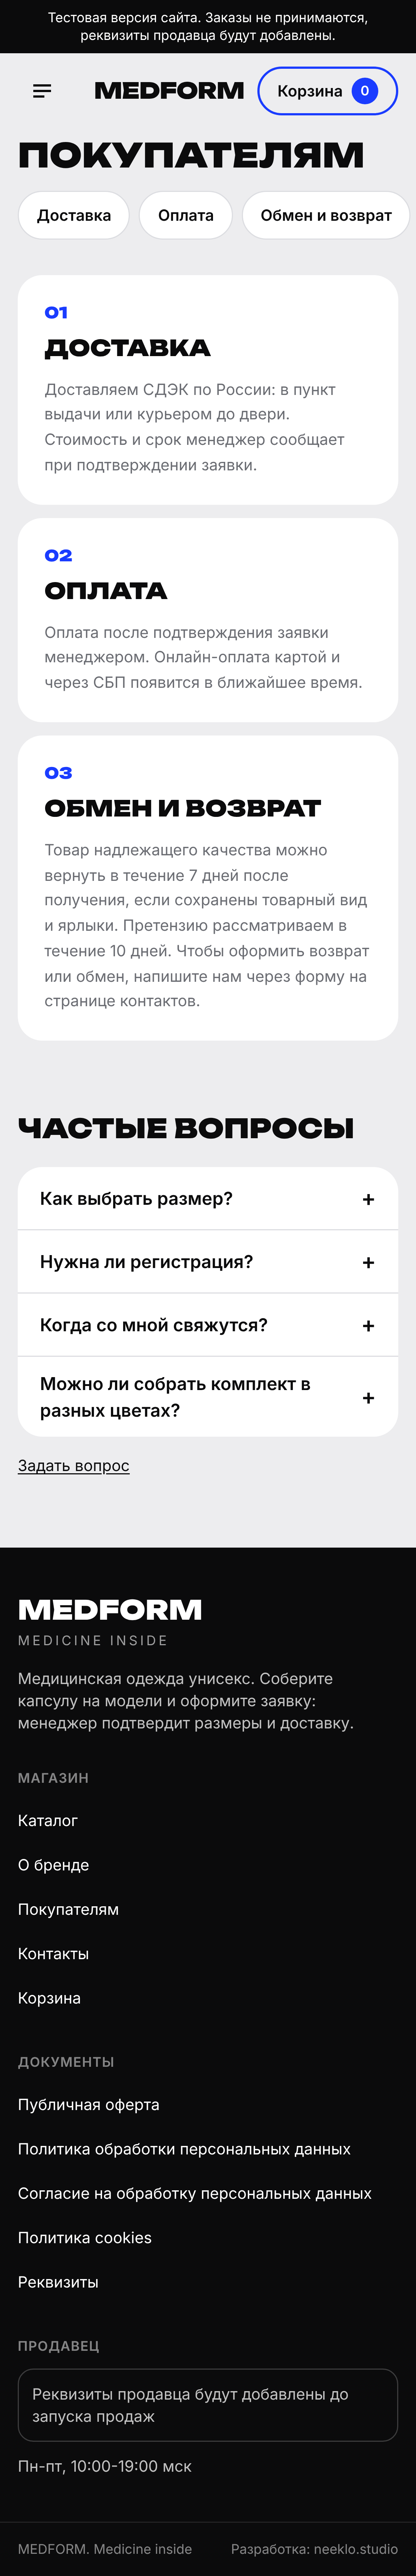 Тестовая версия сайта. Заказы не принимаются,
реквизиты продавца будут добавлены.
MEDFORM
Корзина 0
ПОКУПАТЕЛЯМ
Доставка Оплата Обмен и возврат
01
ДОСТАВКА
Доставляем СДЭК по России: в пункт
выдачи или курьером до двери.
Стоимость и срок менеджер сообщает
при подтверждении заявки.
02
ОПЛАТА
Оплата после подтверждения заявки
менеджером. Онлайн-оплата картой и
через СБП появится в ближайшее время.
03
ОБМЕН И ВОЗВРАТ
Товар надлежащего качества можно
вернуть в течение 7 дней после
получения, если сохранены товарный вид
и ярлыки. Претензию рассматриваем в
течение 10 дней. Чтобы оформить возврат
или обмен, напишите нам через форму на
странице контактов.
ЧАСТЫЕ ВОПРОСЫ
Как выбрать размер? +
Нужна ли регистрация? +
Когда со мной свяжутся? +
Можно ли собрать комплект в
разных цветах? +
Задать вопрос
MEDFORM
MEDICINE INSIDE
Медицинская одежда унисекс. Соберите
капсулу на модели и оформите заявку:
менеджер подтвердит размеры и доставку.
МАГАЗИН
Каталог
О бренде
Покупателям
Контакты
Корзина
ДОКУМЕНТЫ
Публичная оферта
Политика обработки персональных данных
Согласие на обработку персональных данных
Политика cookies
Реквизиты
ПРОДАВЕЦ
Реквизиты продавца будут добавлены до
запуска продаж
Пн-пт, 10:00-19:00 мск
MEDFORM. Medicine inside
Разработка: neeklo.studio